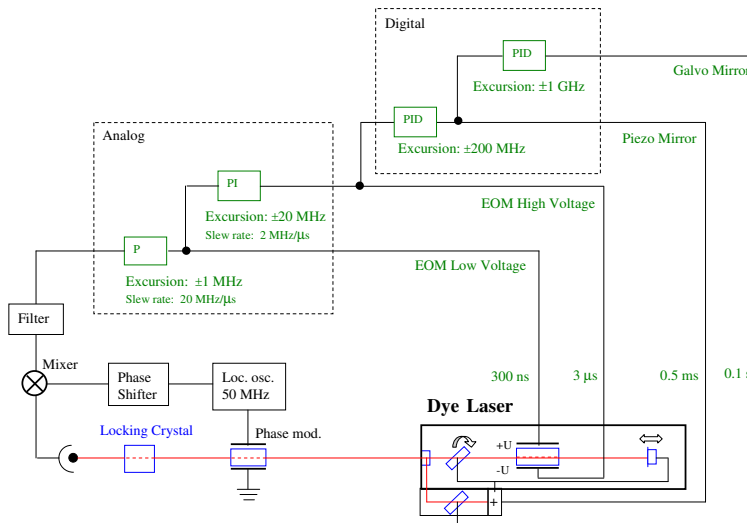 Digital
PID
Galvo Mirror
Excursion: ±1 GHz
PID
Analog
Piezo Mirror
Excursion: ±200 MHz
PI
EOM High Voltage
Excursion: ±20 MHz
Slew rate: 2 MHz/µs
P
EOM Low Voltage
Excursion: ±1 MHz
Slew rate: 20 MHz/µs
Filter
Mixer
Phase
Shifter
Loc. osc.
50 MHz
300 ns
3 µs
0.5 ms
0.1 s
Dye Laser
Locking Crystal
Phase mod.
+U
-U
+